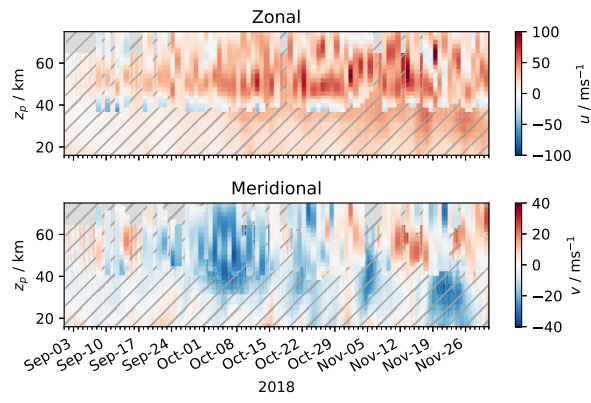 Zonal
z_p / km
60
40
20
100
50
0
−50
−100
u / ms⁻¹
Meridional
z_p / km
60
40
20
40
20
0
−20
−40
v / ms⁻¹
Sep-03
Sep-10
Sep-17
Sep-24
Oct-01
Oct-08
Oct-15
Oct-22
Oct-29
Nov-05
Nov-12
Nov-19
Nov-26
2018